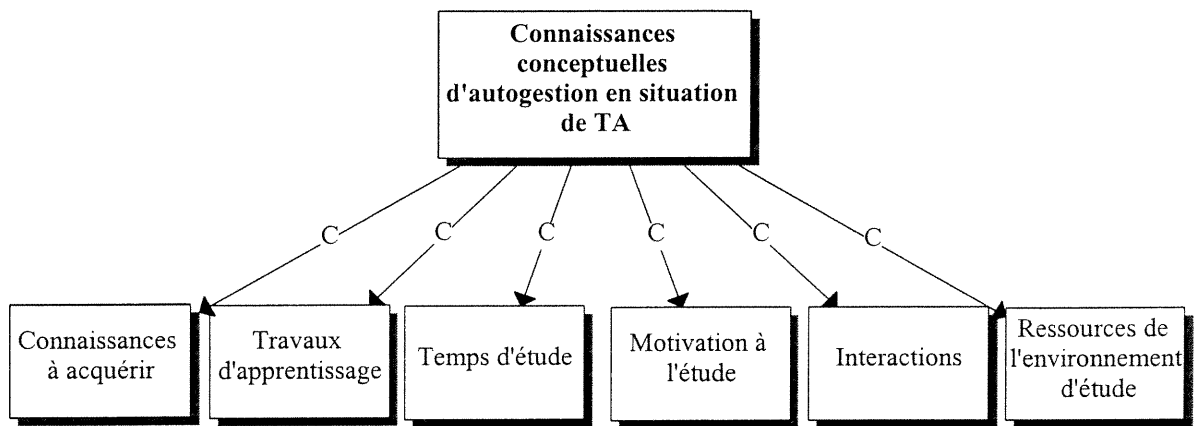 Connaissances
conceptuelles
d'autogestion en situation
de TA
C
C
C
C
C
C
Connaissances
à acquérir
Travaux
d'apprentissage
Temps d'étude
Motivation à
l'étude
Interactions
Ressources de
l'environnement
d'étude